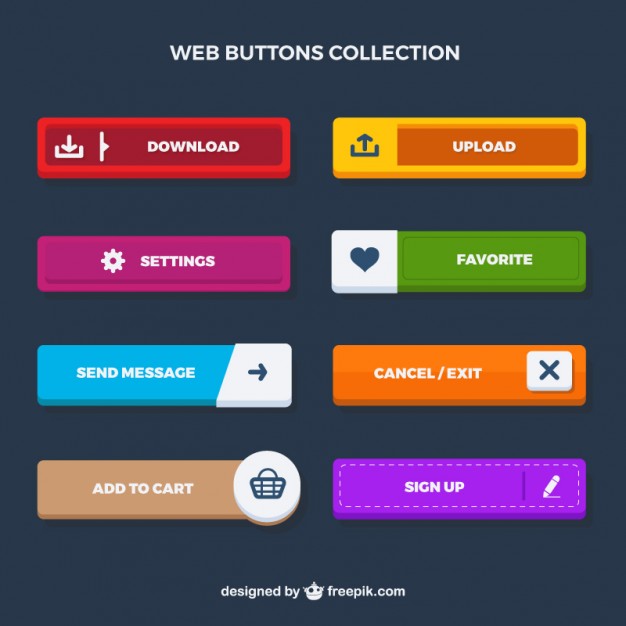 WEB BUTTONS COLLECTION
DOWNLOAD
UPLOAD
SETTINGS
FAVORITE
SEND MESSAGE
CANCEL / EXIT
ADD TO CART
SIGN UP
designed by freepik.com